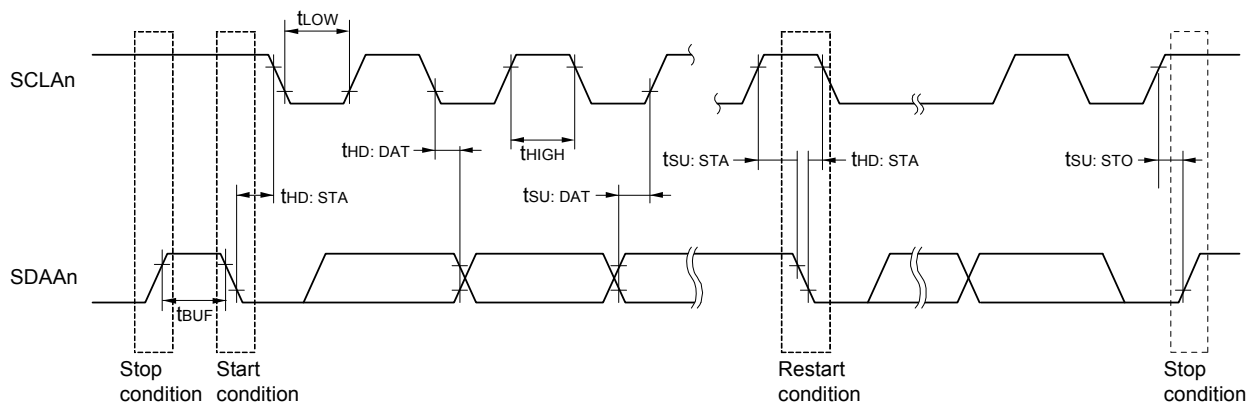 tLOW
SCLAn
tHD: DAT
tHIGH
tSU: STA
tHD: STA
tSU: STO
tHD: STA
tSU: DAT
SDAAn
tBUF
Stop
condition
Start
condition
Restart
condition
Stop
condition